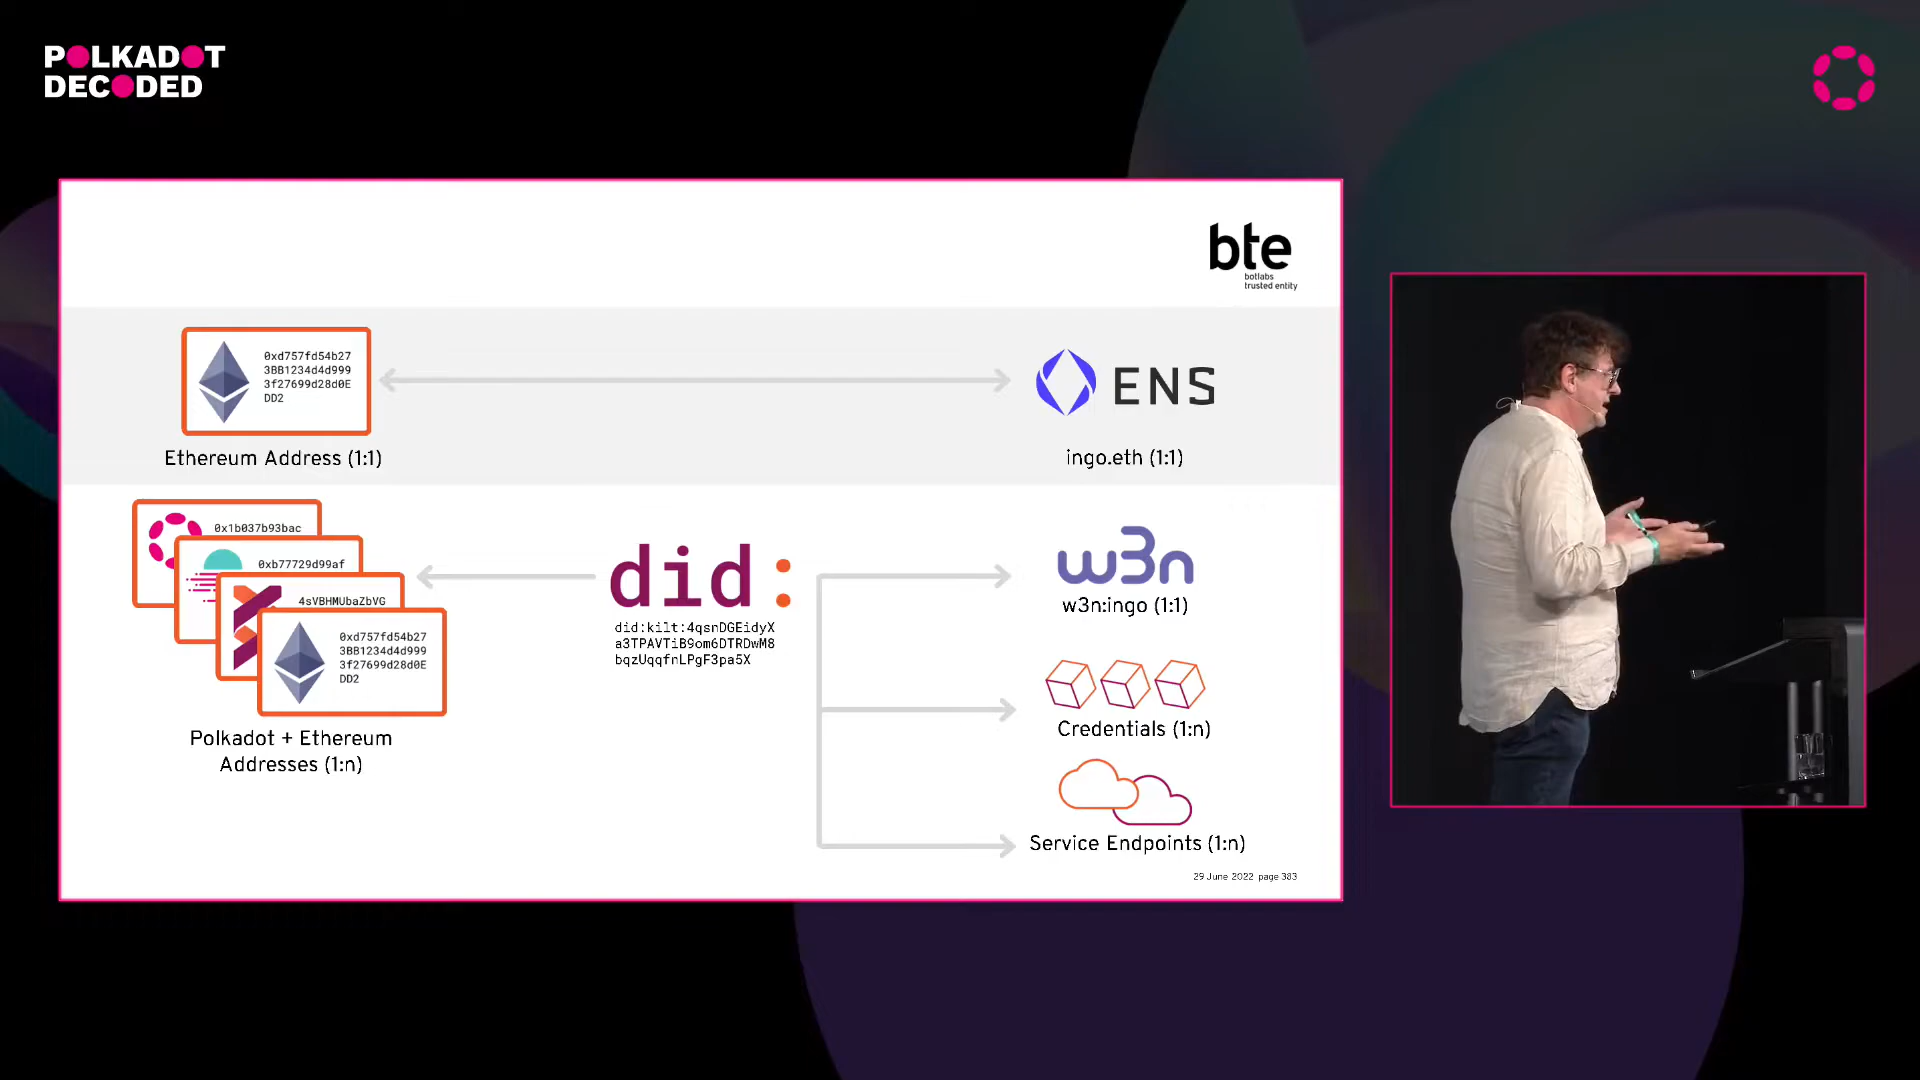 POLKADOT
DECODED
bte
botlabs
trusted entity
0xd757fd54b27
3BB1234d4d999
3f27699d28d0E
DD2
ENS
Ethereum Address (1:1)
ingo.eth (1:1)
0x1b037b93bac
0xb77729d99af
4sVBHMUbaZbVG
0xd757fd54b27
3BB1234d4d999
3f27699d28d0E
DD2
Polkadot + Ethereum
Addresses (1:n)
did:
did:kilt:4qsnDGEidyX
a3TPAVTiB9om6DTRDwM8
bqzUqqfnLPgF3pa5X
w3n
w3n:ingo (1:1)
Credentials (1:n)
Service Endpoints (1:n)
29 June 2022 page 383